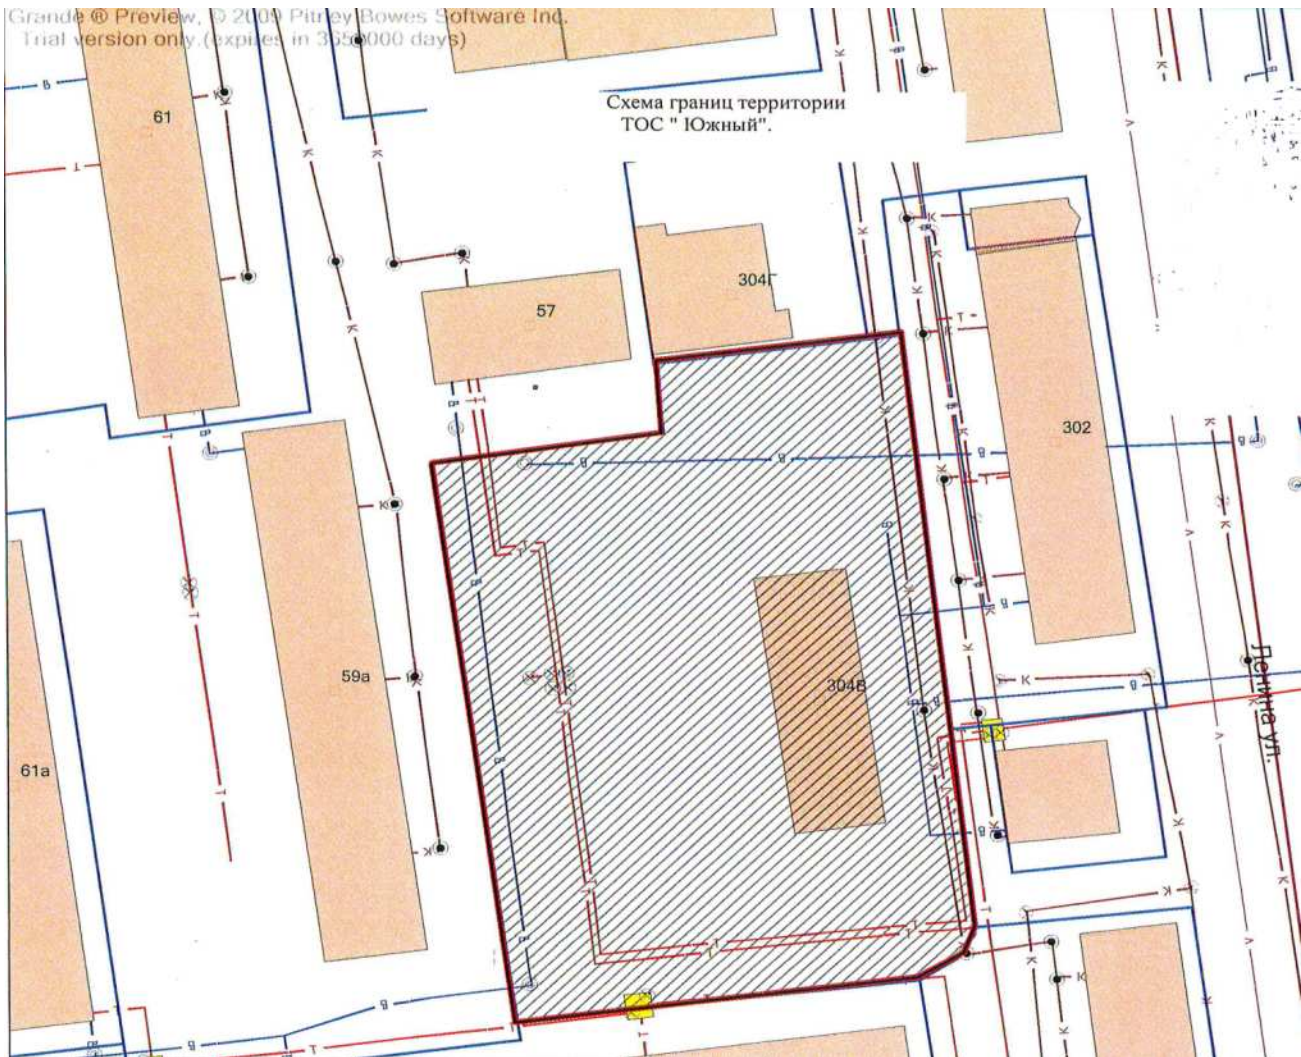 Grande ® Preview, © 2009 Pitney Bowes Software Inc.
Trial version only.(expires in 3650000 days)
Схема границ территории
ТОС " Южный".
61
57
304Г
302
59а
304В
61а
Ленина ул.